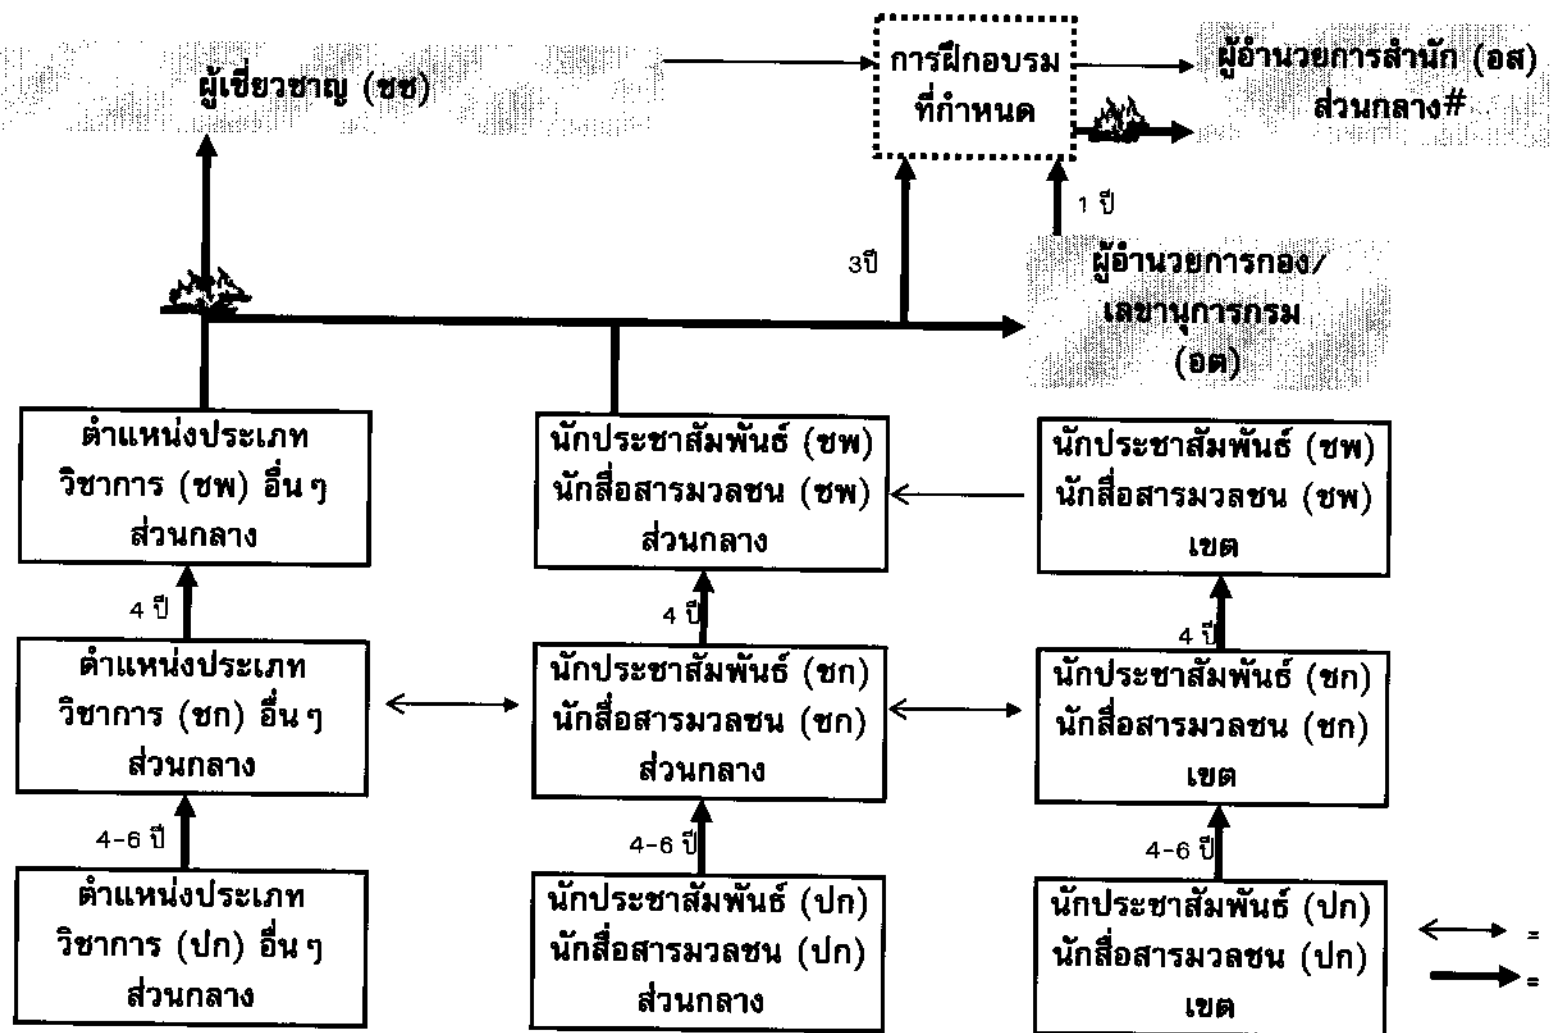 ผู้เชี่ยวชาญ (ชช)
การฝึกอบรม
ที่กำหนด
ผู้อำนวยการสำนัก (อส)
ส่วนกลาง#
1 ปี
3ปี
ผู้อำนวยการกอง/
เลขานุการกรม
(อต)
ตำแหน่งประเภท
วิชาการ (ชพ) อื่น ๆ
ส่วนกลาง
นักประชาสัมพันธ์ (ชพ)
นักสื่อสารมวลชน (ชพ)
ส่วนกลาง
นักประชาสัมพันธ์ (ชพ)
นักสื่อสารมวลชน (ชพ)
เขต
4 ปี
4 ปี
4 ปี
ตำแหน่งประเภท
วิชาการ (ชก) อื่น ๆ
ส่วนกลาง
นักประชาสัมพันธ์ (ชก)
นักสื่อสารมวลชน (ชก)
ส่วนกลาง
นักประชาสัมพันธ์ (ชก)
นักสื่อสารมวลชน (ชก)
เขต
4-6 ปี
4-6 ปี
4-6 ปี
ตำแหน่งประเภท
วิชาการ (ปก) อื่น ๆ
ส่วนกลาง
นักประชาสัมพันธ์ (ปก)
นักสื่อสารมวลชน (ปก)
ส่วนกลาง
นักประชาสัมพันธ์ (ปก)
นักสื่อสารมวลชน (ปก)
เขต
=
=